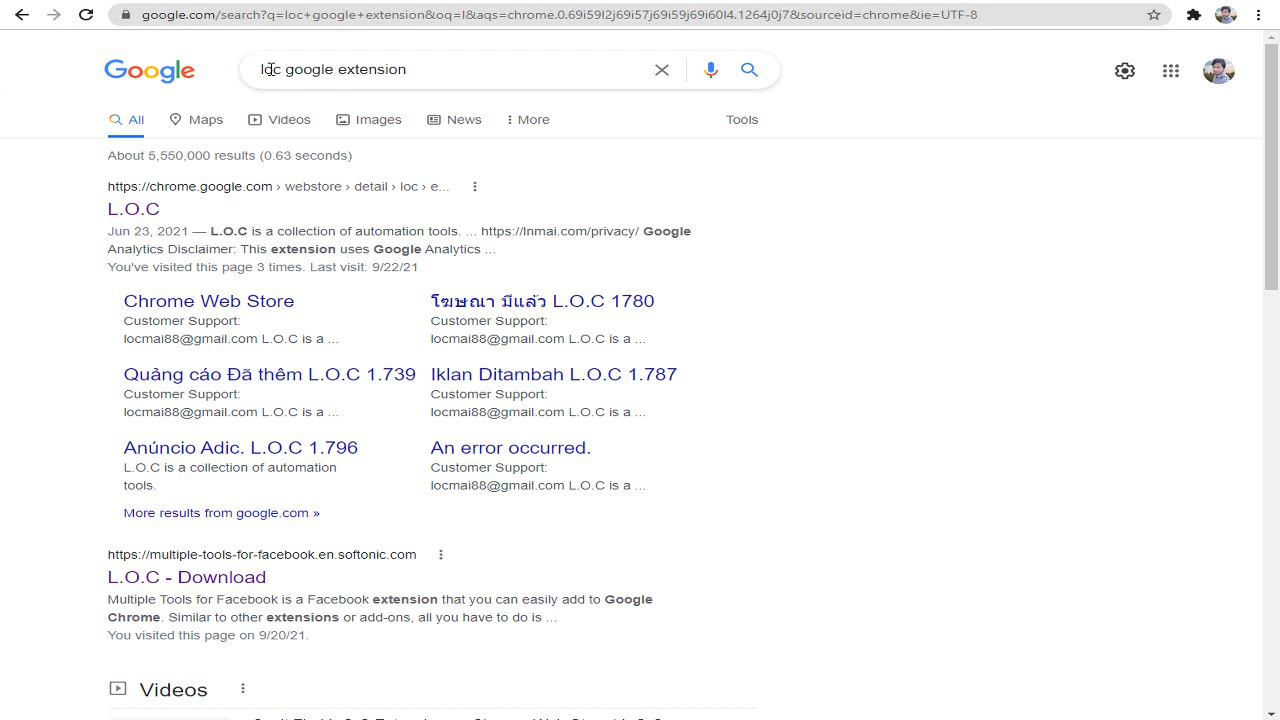 google.com/search?q=loc+google+extension&oq=l&aqs=chrome.0.69i59l2j69i57j69i59j69i60l4.1264j0j7&sourceid=chrome&ie=UTF-8
Google
loc google extension
All Maps Videos Images News More Tools
About 5,550,000 results (0.63 seconds)
https://chrome.google.com › webstore › detail › loc › e...
L.O.C
Jun 23, 2021 — L.O.C is a collection of automation tools. ... https://lnmai.com/privacy/ Google
Analytics Disclaimer: This extension uses Google Analytics ...
You've visited this page 3 times. Last visit: 9/22/21
Chrome Web Store
Customer Support:
locmai88@gmail.com L.O.C is a ...
โฆษณา มีแล้ว L.O.C 1780
Customer Support:
locmai88@gmail.com L.O.C is a ...
Quảng cáo Đã thêm L.O.C 1.739
Customer Support:
locmai88@gmail.com L.O.C is a ...
Iklan Ditambah L.O.C 1.787
Customer Support:
locmai88@gmail.com L.O.C is a ...
Anúncio Adic. L.O.C 1.796
L.O.C is a collection of automation
tools.
An error occurred.
Customer Support:
locmai88@gmail.com L.O.C is a ...
More results from google.com »
https://multiple-tools-for-facebook.en.softonic.com
L.O.C - Download
Multiple Tools for Facebook is a Facebook extension that you can easily add to Google
Chrome. Similar to other extensions or add-ons, all you have to do is ...
You visited this page on 9/20/21.
Videos